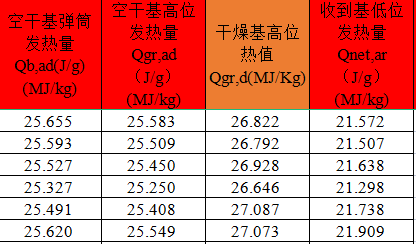 空干基弹筒 空干基高位 干燥基高位 收到基低位
发热量 发热量 热值 发热量
Qb,ad(J/g) Qgr,ad Qgr,d(MJ/Kg) Qnet,ar
(MJ/kg) （J/g） （J/g）
(MJ/kg) (MJ/kg)
25.655 25.583 26.822 21.572
25.593 25.509 26.792 21.507
25.527 25.450 26.928 21.638
25.327 25.250 26.646 21.298
25.491 25.408 27.087 21.738
25.620 25.549 27.073 21.909